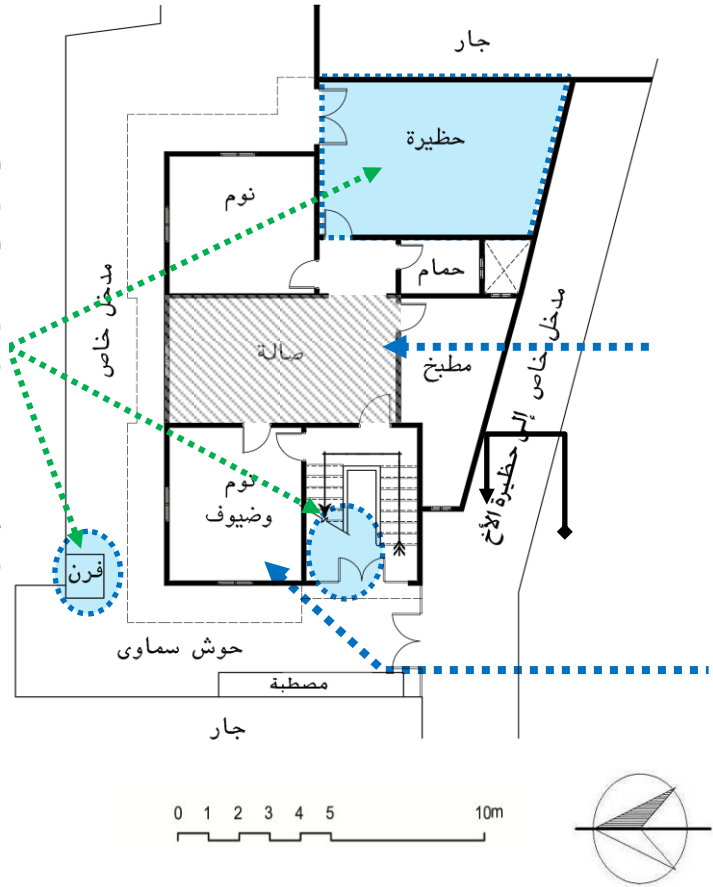 جار
حظيرة
نوم
حمام
مدخل خاص
صالة
مطبخ
مدخل خاص إلى حظيرة الأخ
نوم
وضيوف
فرن
حوش سماوى
مصطبة
جار
0 1 2 3 4 5 10m